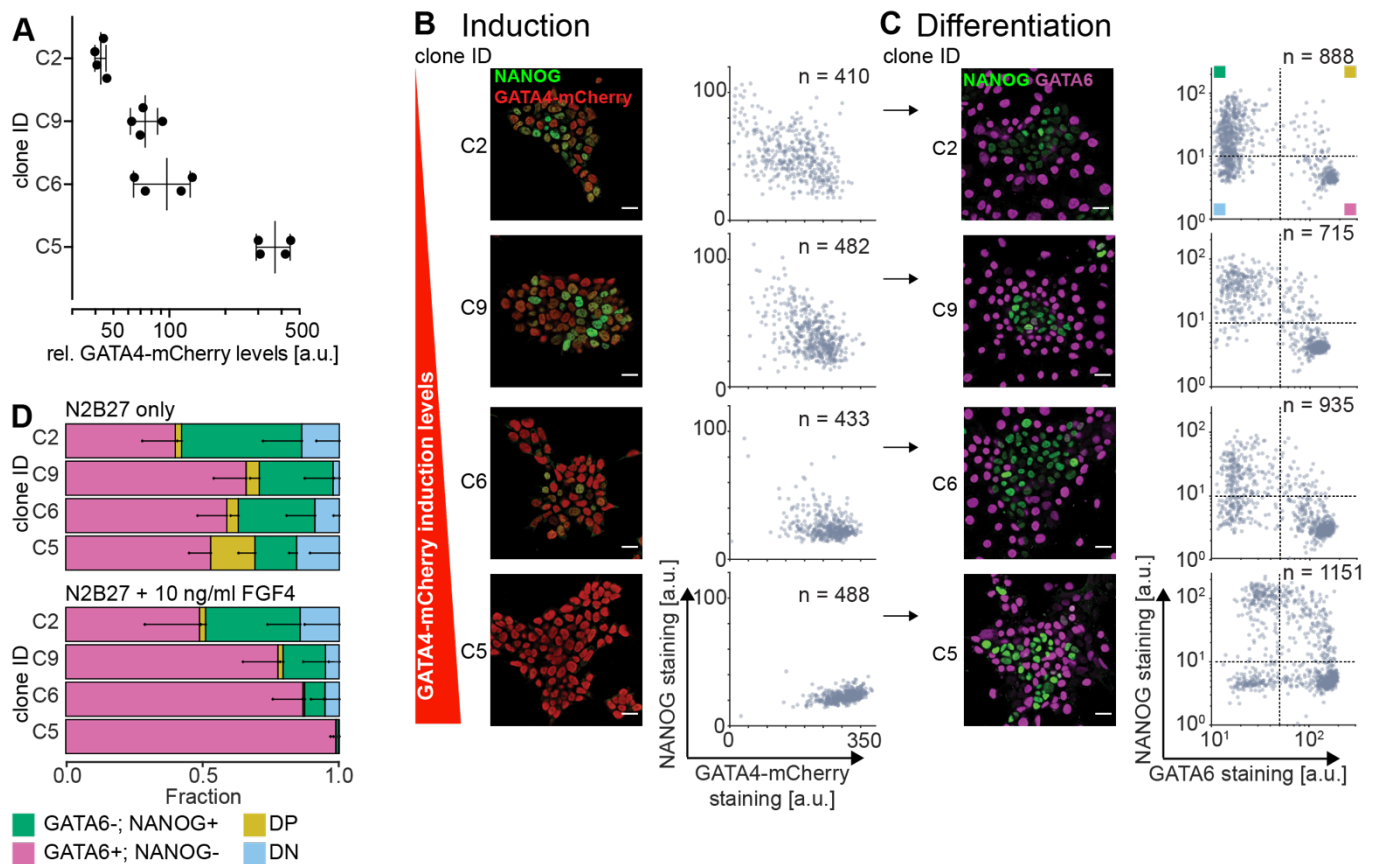 A
clone ID
C2
C9
C6
C5
50
100
500
rel. GATA4-mCherry levels [a.u.]
B Induction
clone ID
GATA4-mCherry induction levels
NANOG
GATA4-mCherry
C2
C9
C6
C5
n = 410
100
0
n = 482
100
0
n = 433
100
0
n = 488
100
0
0
350
NANOG staining [a.u.]
GATA4-mCherry
staining [a.u.]
C Differentiation
clone ID
NANOG GATA6
C2
C9
C6
C5
n = 888
10²
10¹
10⁰
n = 715
10²
10¹
10⁰
n = 935
10²
10¹
10⁰
n = 1151
10²
10¹
10⁰
10¹
10²
NANOG staining [a.u.]
GATA6 staining [a.u.]
D
N2B27 only
clone ID
C2
C9
C6
C5
N2B27 + 10 ng/ml FGF4
clone ID
C2
C9
C6
C5
0.0
0.5
1.0
Fraction
GATA6-; NANOG+
DP
GATA6+; NANOG-
DN